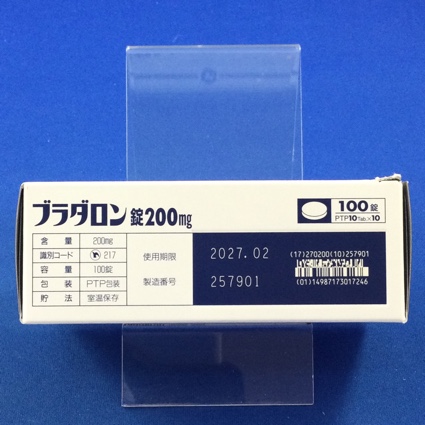 ブラダロン錠200mg
100錠
PTP10Tab.×10
含量 200mg
識別コード 217
容量 100錠
包装 PTP包装
貯法 室温保存
使用期限 2027.02
製造番号 257901
(17)270200(10)257901
(01)14987173017246